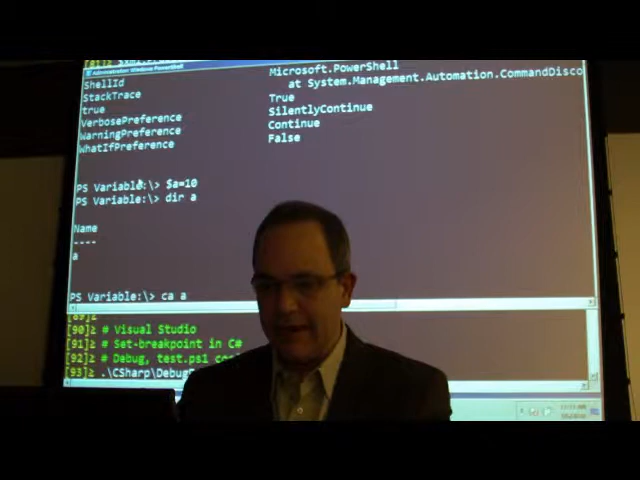 Administrator: Windows PowerShell
ShellId Microsoft.PowerShell
StackTrace at System.Management.Automation.CommandDisco
true True
VerbosePreference SilentlyContinue
WarningPreference Continue
WhatIfPreference False
PS Variable:\> $a=10
PS Variable:\> dir a
Name
----
a
PS Variable:\> ca a
[89]≥
[90]≥ # Visual Studio
[91]≥ # Set-breakpoint in C#
[92]≥ # Debug, test.ps1
[93]≥ .\CSharp\Debug